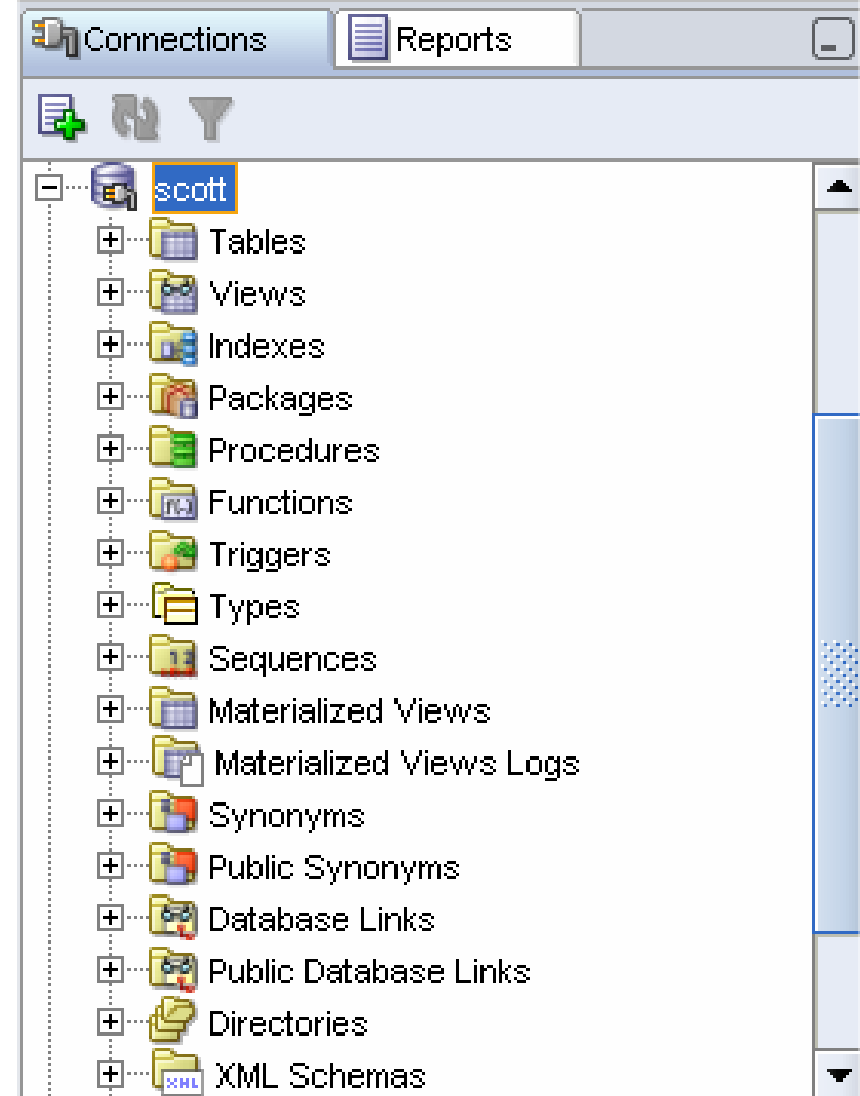 Connections Reports
scott
Tables
Views
Indexes
Packages
Procedures
Functions
Triggers
Types
Sequences
Materialized Views
Materialized Views Logs
Synonyms
Public Synonyms
Database Links
Public Database Links
Directories
XML Schemas